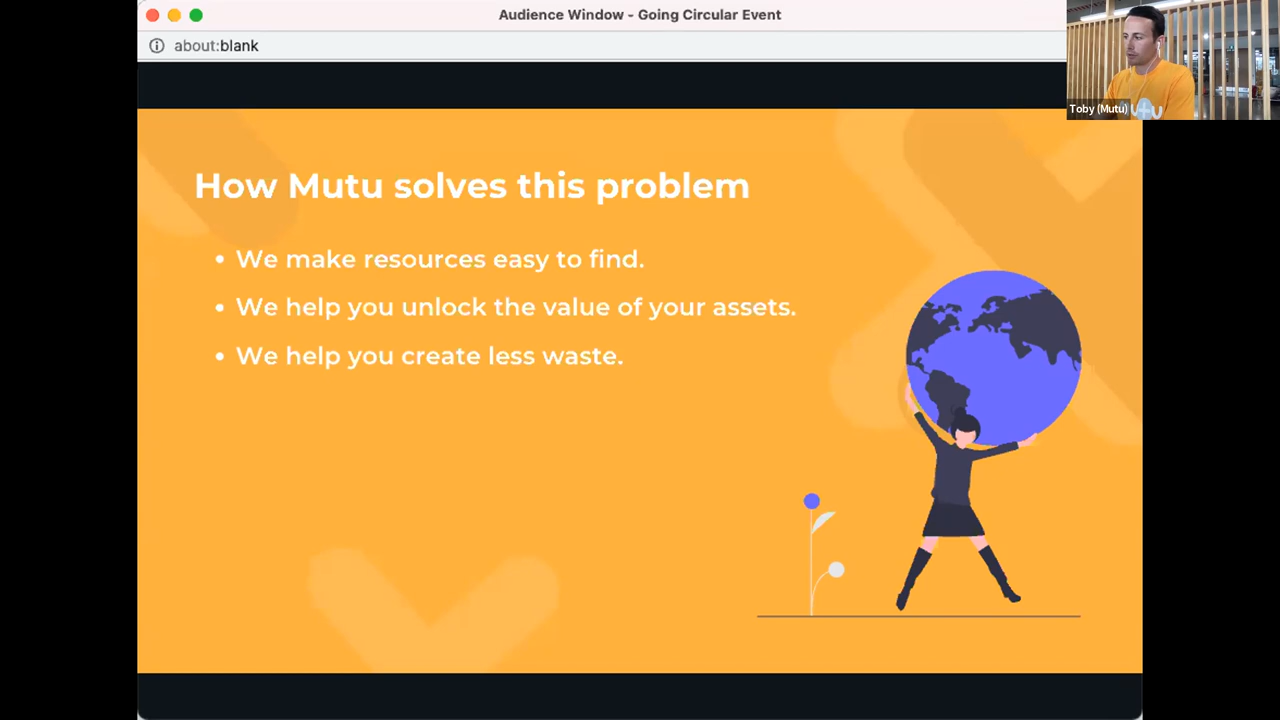 Audience Window - Going Circular Event
about:blank
Toby (Mutu)
How Mutu solves this problem
• We make resources easy to find.
• We help you unlock the value of your assets.
• We help you create less waste.